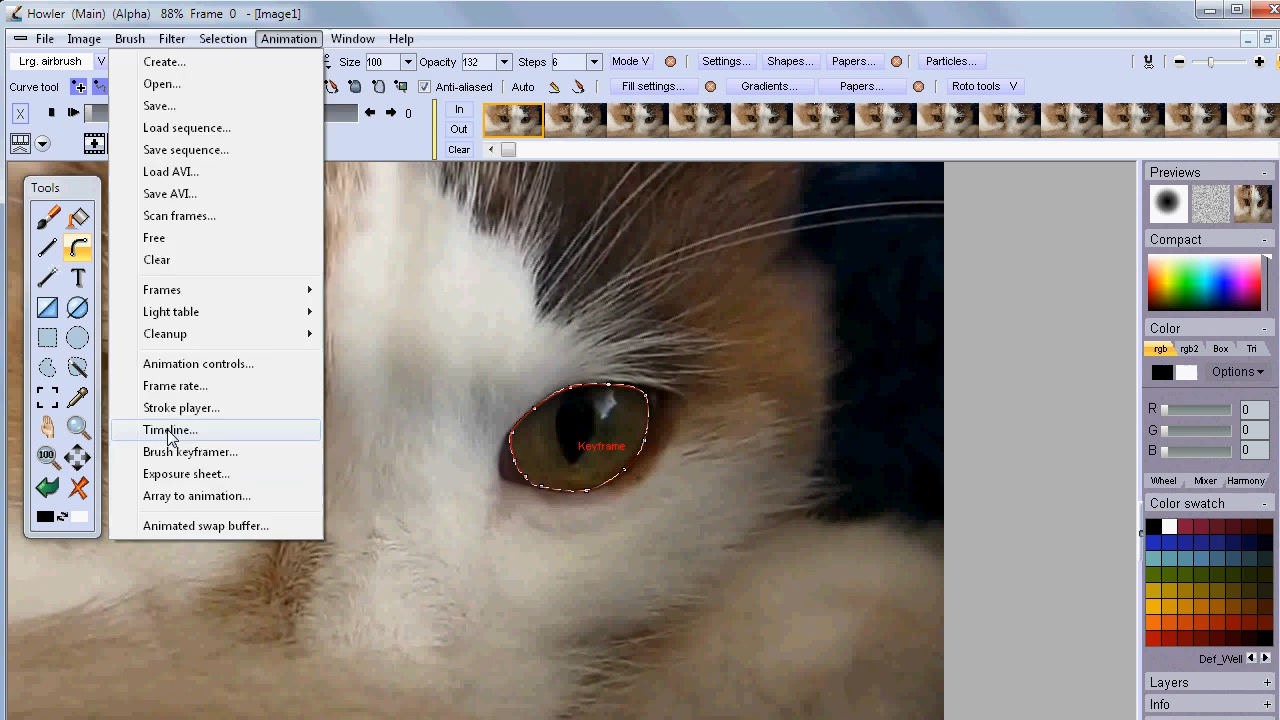 Howler (Main) (Alpha) 88% Frame 0 - [Image1]
File Image Brush Filter Selection Animation Window Help
Lrg. airbrush V Size 100 Opacity 132 Steps 6 Mode V Settings... Shapes... Papers... Particles...
Curve tool Anti-aliased Auto Fill settings... Gradients... Papers... Roto tools V
X 0 In
Out
Clear
Create...
Open...
Save...
Load sequence...
Save sequence...
Load AVI...
Save AVI...
Scan frames...
Free
Clear
Frames
Light table
Cleanup
Animation controls...
Frame rate...
Stroke player...
Timeline...
Brush keyframer...
Exposure sheet...
Array to animation...
Animated swap buffer...
Tools
T
100
Keyframe
Previews -
Compact -
Color -
rgb rgb2 Box Tri
Options
R 0
G 0
B 0
Wheel Mixer Harmony
Color swatch -
Def_Well
Layers +
Info +